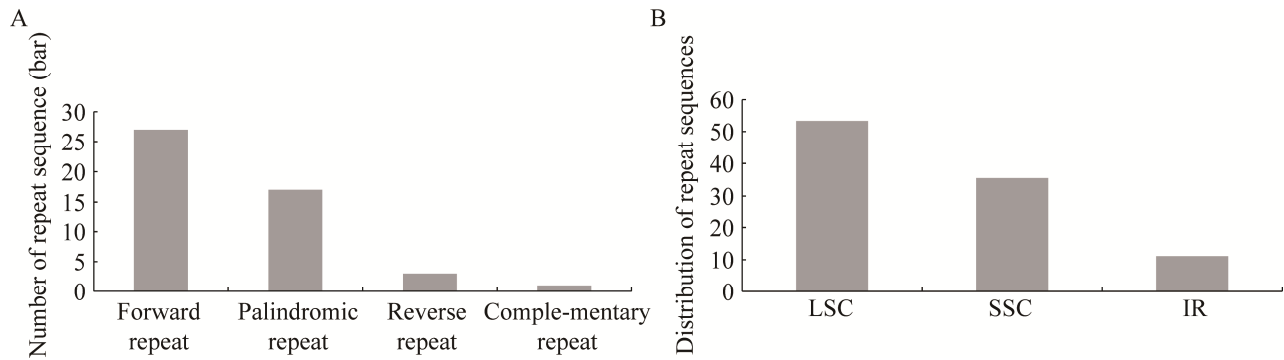 A
Number of repeat sequence (bar)
30
25
20
15
10
5
0
Forward repeat
Palindromic repeat
Reverse repeat
Comple-mentary repeat
B
Distribution of repeat sequences
60
50
40
30
20
10
0
LSC
SSC
IR